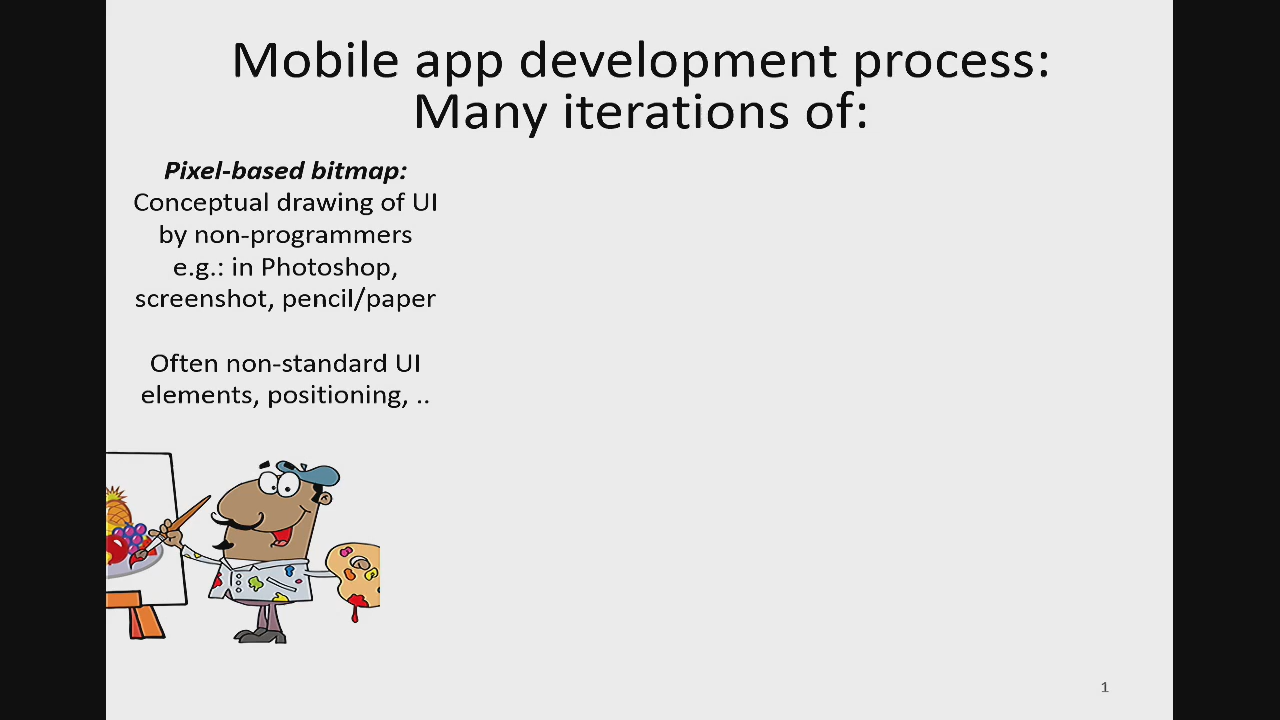 Mobile app development process:
Many iterations of:
Pixel-based bitmap:
Conceptual drawing of UI
by non-programmers
e.g.: in Photoshop,
screenshot, pencil/paper
Often non-standard UI
elements, positioning, ..
1